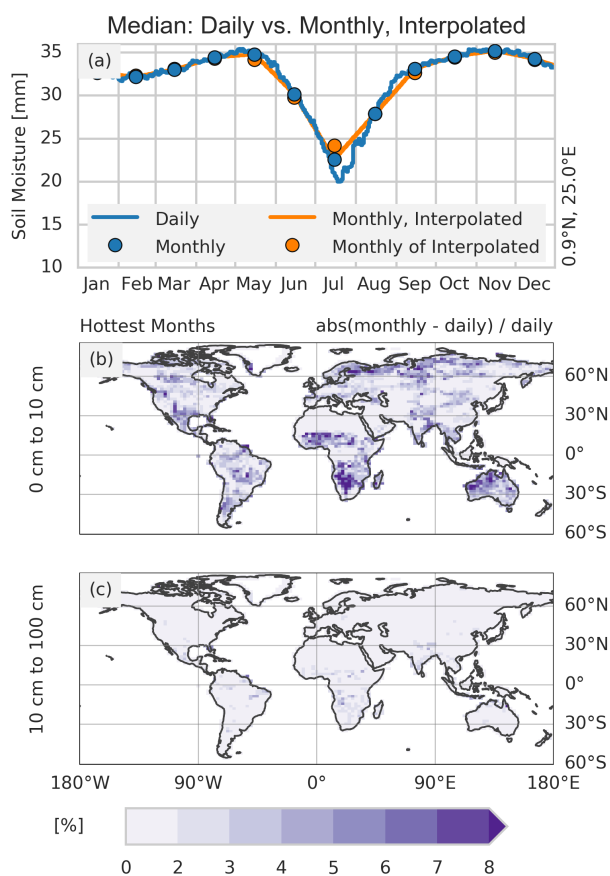 Median: Daily vs. Monthly, Interpolated
(a)
35
30
25
20
15
10
Soil Moisture [mm]
0.9°N, 25.0°E
Daily
Monthly, Interpolated
Monthly
Monthly of Interpolated
Jan Feb Mar Apr May Jun Jul Aug Sep Oct Nov Dec
Hottest Months
abs(monthly - daily) / daily
(b)
0 cm to 10 cm
60°N
30°N
0°
30°S
60°S
(c)
10 cm to 100 cm
60°N
30°N
0°
30°S
60°S
180°W 90°W 0° 90°E 180°E
[%]
0 2 3 4 5 6 7 8